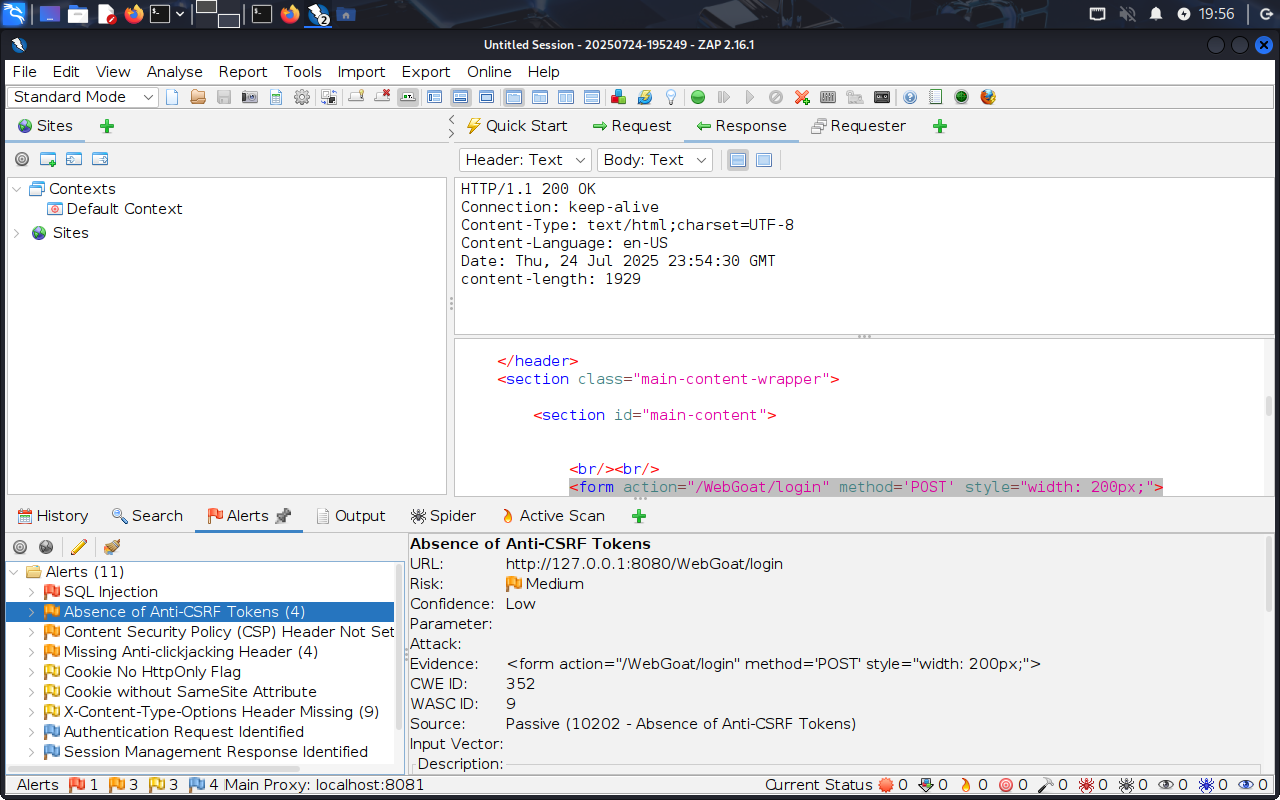 2
19:56
Untitled Session - 20250724-195249 - ZAP 2.16.1
File Edit View Analyse Report Tools Import Export Online Help
Standard Mode
Sites
Quick Start Request Response Requester
Header: Text Body: Text
Contexts
Default Context
Sites
HTTP/1.1 200 OK
Connection: keep-alive
Content-Type: text/html;charset=UTF-8
Content-Language: en-US
Date: Thu, 24 Jul 2025 23:54:30 GMT
content-length: 1929
</header>
<section class="main-content-wrapper">
<section id="main-content">
<br/><br/>
<form action="/WebGoat/login" method='POST' style="width: 200px;">
History Search Alerts Output Spider Active Scan
Alerts (11)
SQL Injection
Absence of Anti-CSRF Tokens (4)
Content Security Policy (CSP) Header Not Set
Missing Anti-clickjacking Header (4)
Cookie No HttpOnly Flag
Cookie without SameSite Attribute
X-Content-Type-Options Header Missing (9)
Authentication Request Identified
Session Management Response Identified
Absence of Anti-CSRF Tokens
URL: http://127.0.0.1:8080/WebGoat/login
Risk: Medium
Confidence: Low
Parameter:
Attack:
Evidence: <form action="/WebGoat/login" method='POST' style="width: 200px;">
CWE ID: 352
WASC ID: 9
Source: Passive (10202 - Absence of Anti-CSRF Tokens)
Input Vector:
Description:
Alerts 1 3 3 4 Main Proxy: localhost:8081 Current Status 0 0 0 0 0 0 0 0 0 0